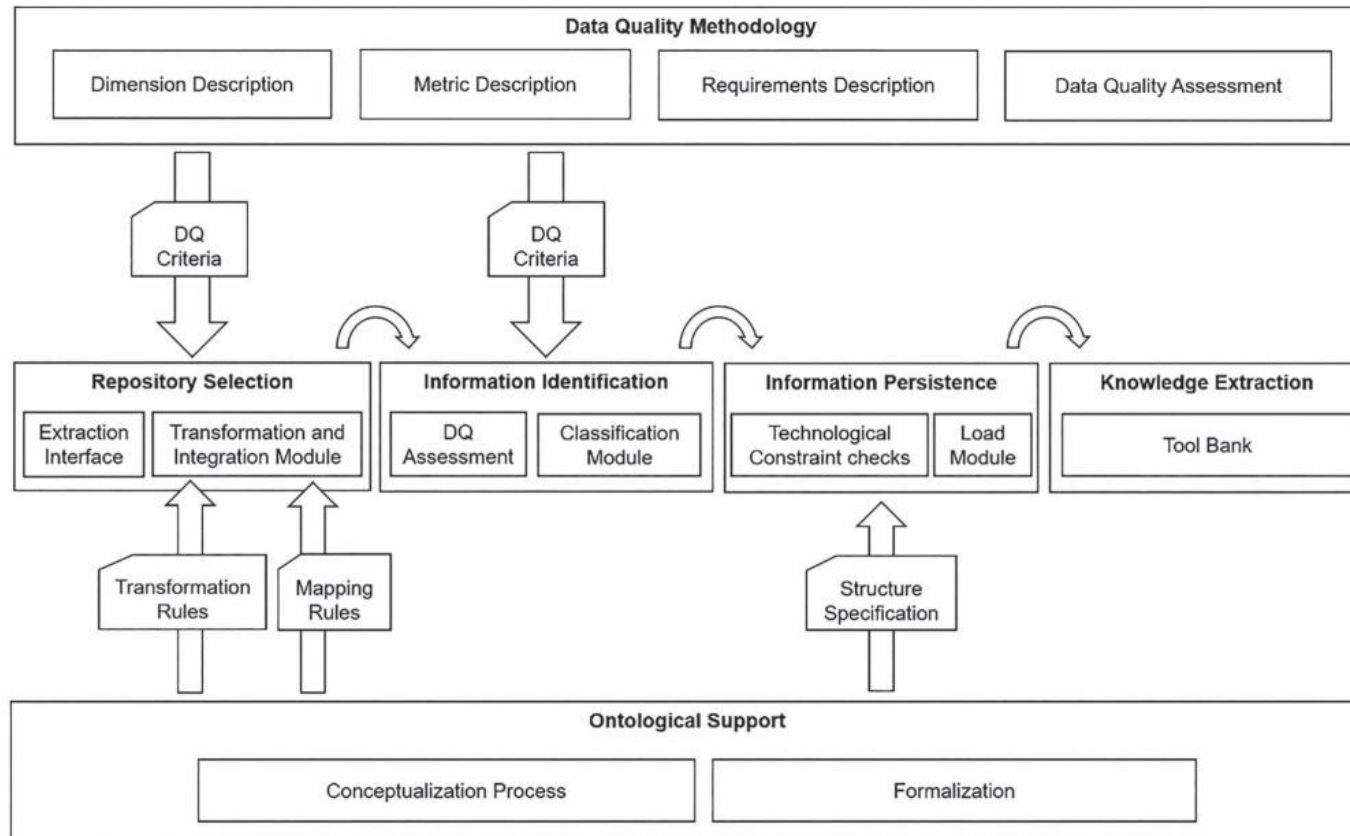 Data Quality Methodology
Dimension Description
Metric Description
Requirements Description
Data Quality Assessment
DQ
Criteria
DQ
Criteria
Repository Selection
Extraction
Interface
Transformation and
Integration Module
Information Identification
DQ
Assessment
Classification
Module
Information Persistence
Technological
Constraint checks
Load
Module
Knowledge Extraction
Tool Bank
Transformation
Rules
Mapping
Rules
Structure
Specification
Ontological Support
Conceptualization Process
Formalization